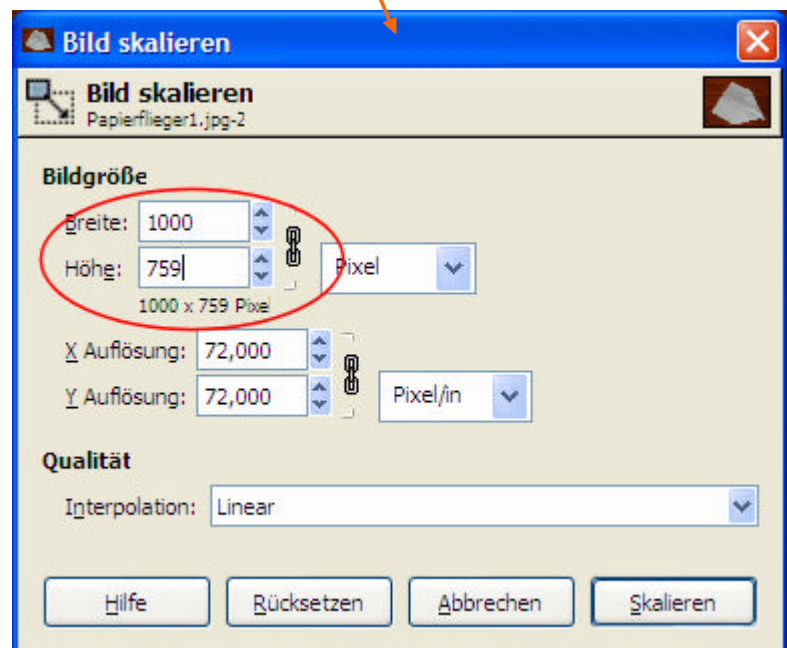 Bild skalieren
Bild skalieren
Papierflieger1.jpg-2
Bildgröße
Breite: 1000
Höhe: 759 Pixel
1000 x 759 Pixel
X Auflösung: 72,000
Y Auflösung: 72,000 Pixel/in
Qualität
Interpolation: Linear
Hilfe Rücksetzen Abbrechen Skalieren